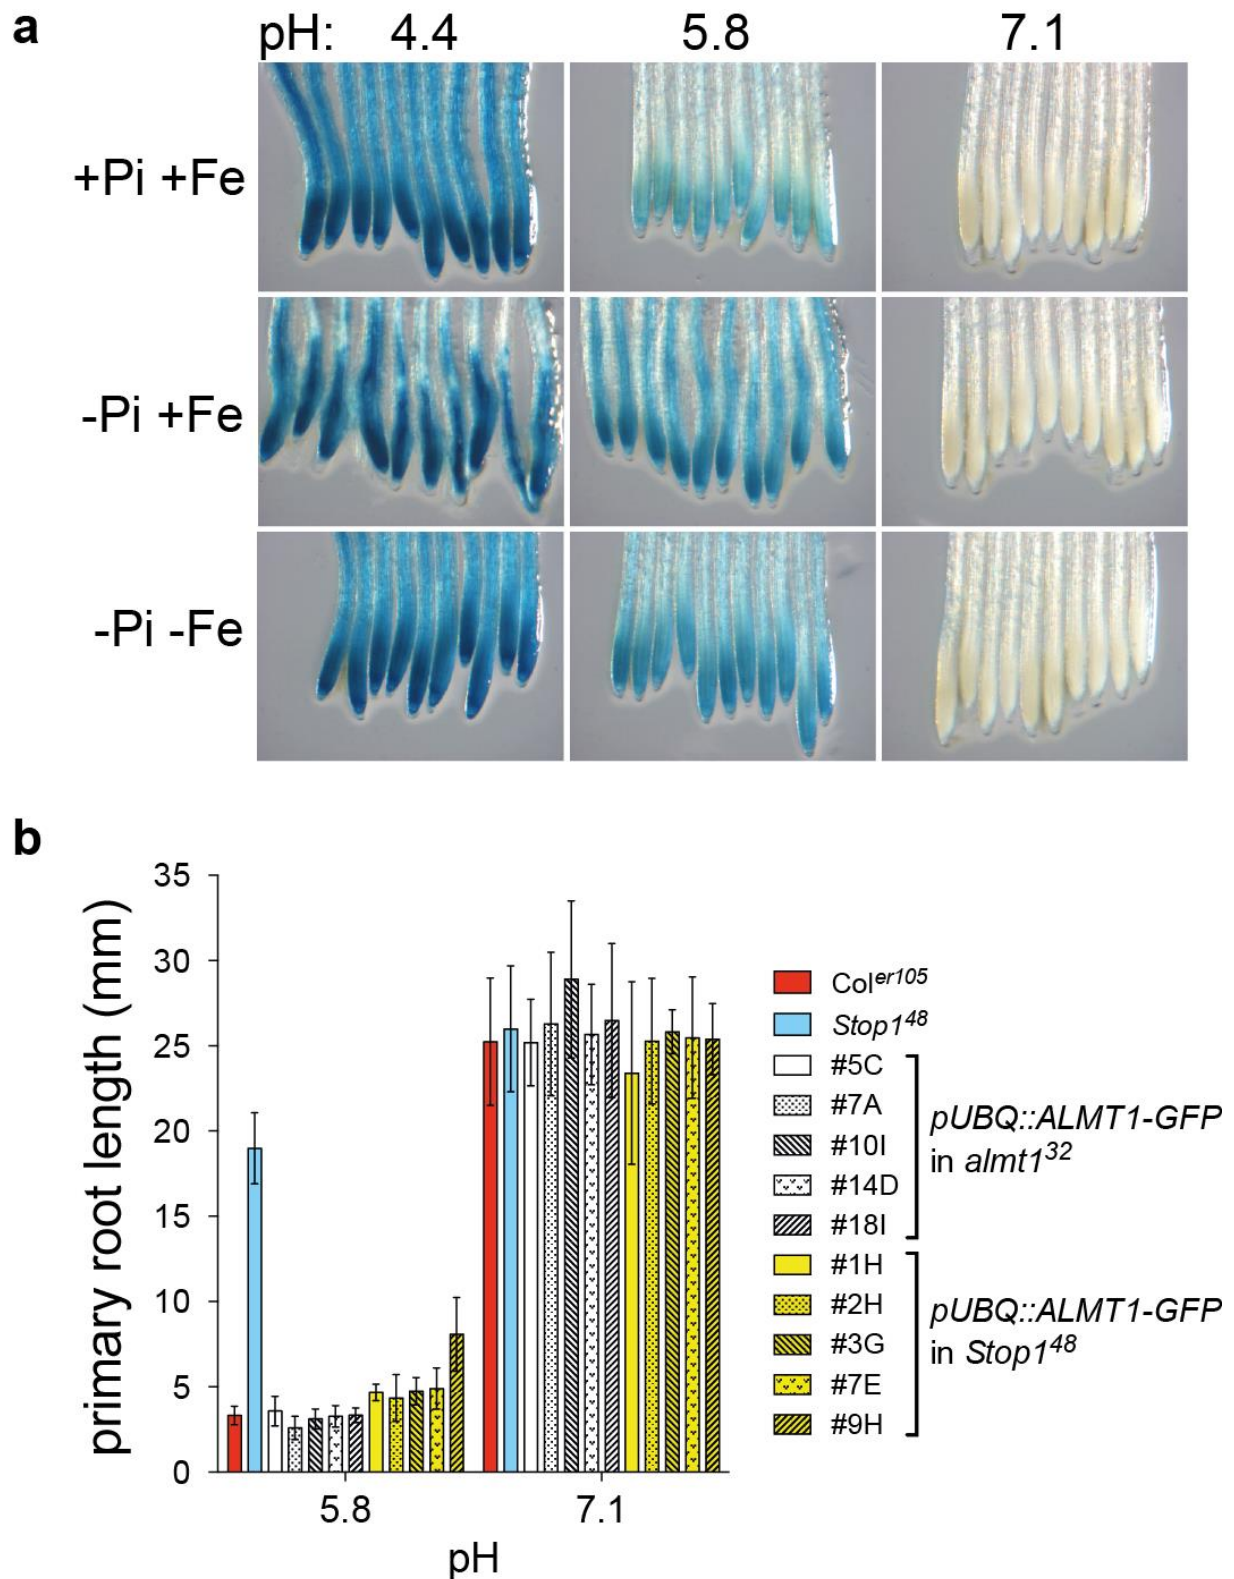 a
pH: 4.4 5.8 7.1
+Pi +Fe
-Pi +Fe
-Pi -Fe
b
primary root length (mm)
35
30
25
20
15
10
5
0
5.8 7.1
pH
Col^er105
Stop1^48
#5C
#7A
#10I
#14D
#18I
pUBQ::ALMT1-GFP
in almt1^32
#1H
#2H
#3G
#7E
#9H
pUBQ::ALMT1-GFP
in Stop1^48